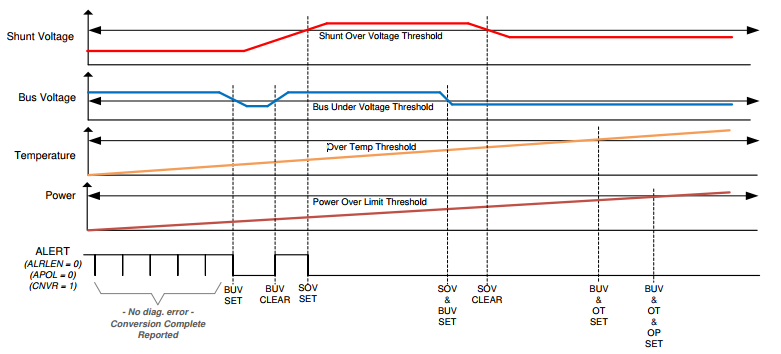 Shunt Voltage
Shunt Over Voltage Threshold
Bus Voltage
Bus Under Voltage Threshold
Over Temp Threshold
Temperature
Power
Power Over Limit Threshold
ALERT
(ALRLEN = 0)
(APOL = 0)
(CNVR = 1)
BUV
SET
BUV
CLEAR
SOV
SET
SOV
&
BUV
SET
SOV
CLEAR
BUV
&
OT
SET
BUV
&
OT
&
OP
SET
- No diag. error -
Conversion Complete
Reported